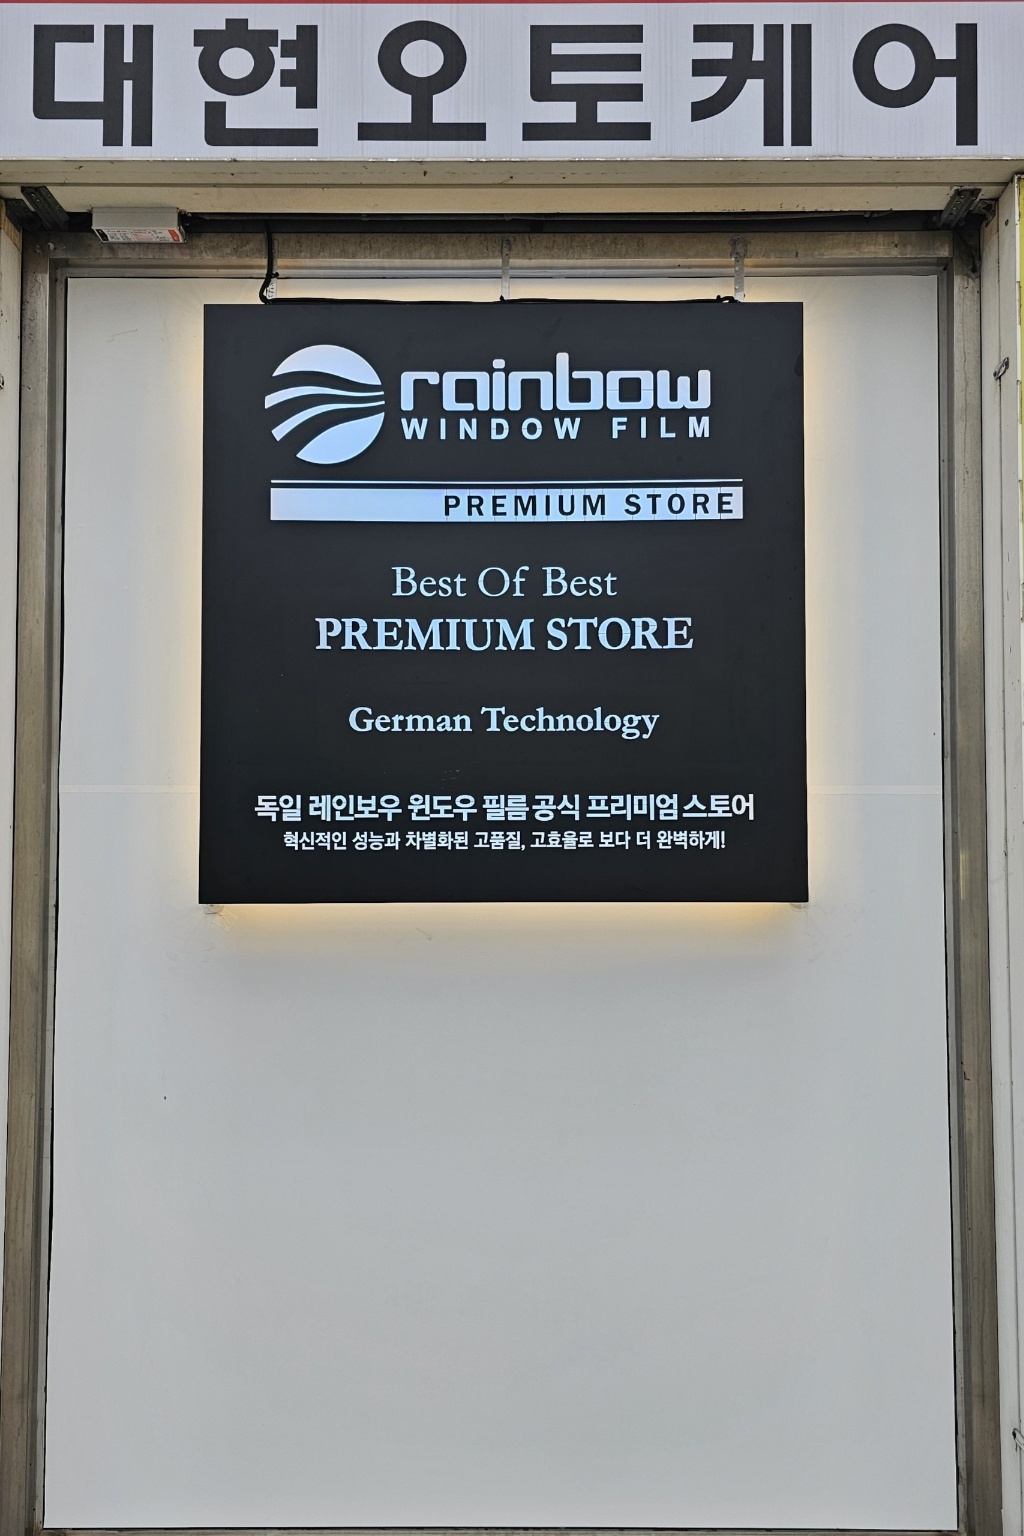 대현오토케어
rainbow
WINDOW FILM
PREMIUM STORE
Best Of Best
PREMIUM STORE
German Technology
독일 레인보우 윈도우 필름 공식 프리미엄 스토어
혁신적인 성능과 차별화된 고품질, 고효율로 보다 더 완벽하게!